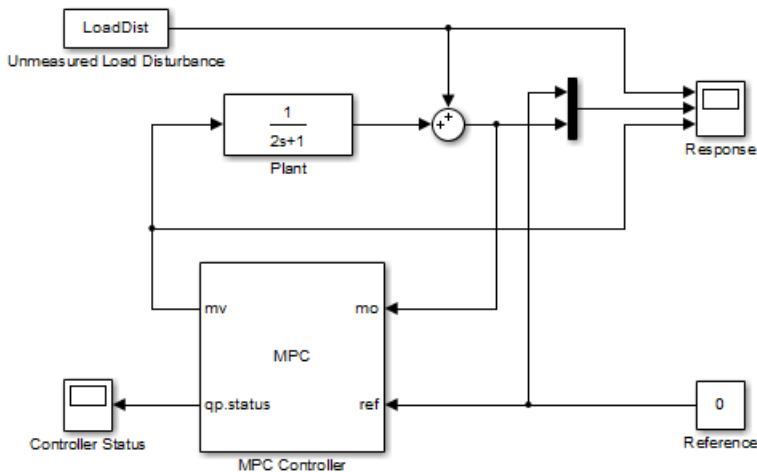 LoadDist
Unmeasured Load Disturbance
1
2s+1
Plant
+
+
Response
mv
mo
MPC
qp.status
ref
0
Controller Status
MPC Controller
Reference